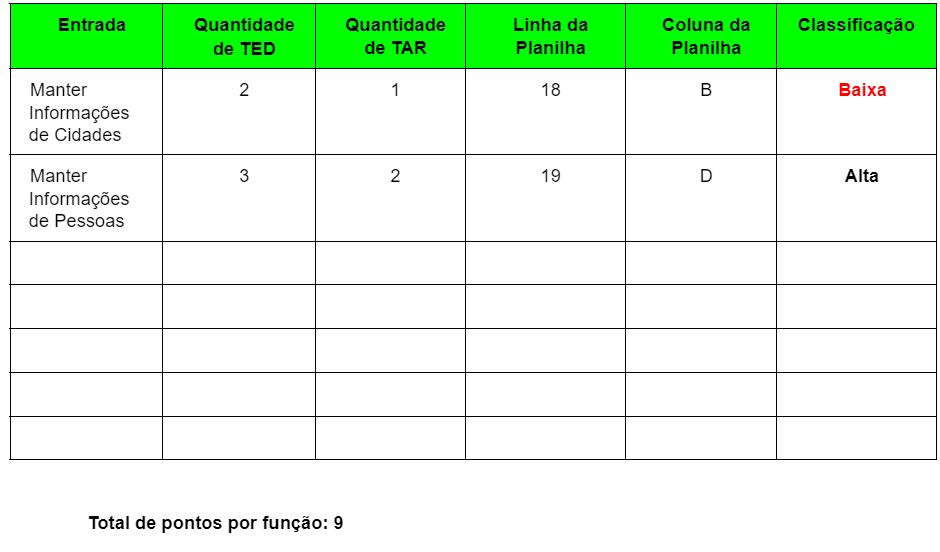 Entrada Quantidade de TED Quantidade de TAR Linha da Planilha Coluna da Planilha Classificação
Manter Informações de Cidades 2 1 18 B Baixa
Manter Informações de Pessoas 3 2 19 D Alta
Total de pontos por função: 9